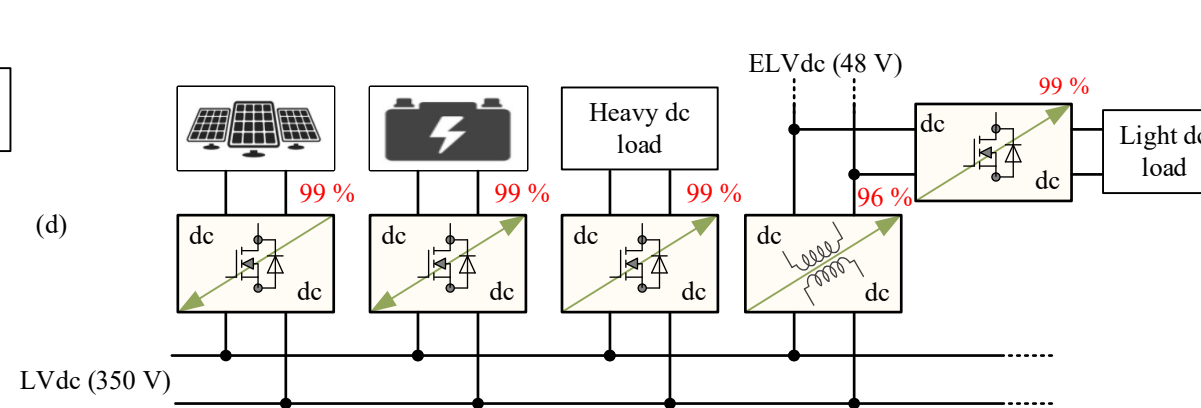 ELVdc (48 V)
99 %
Heavy dc
load
dc
Light dc
load
dc
99 %
99 %
99 %
96 %
(d)
dc
dc
dc
dc
dc
dc
dc
dc
LVdc (350 V)